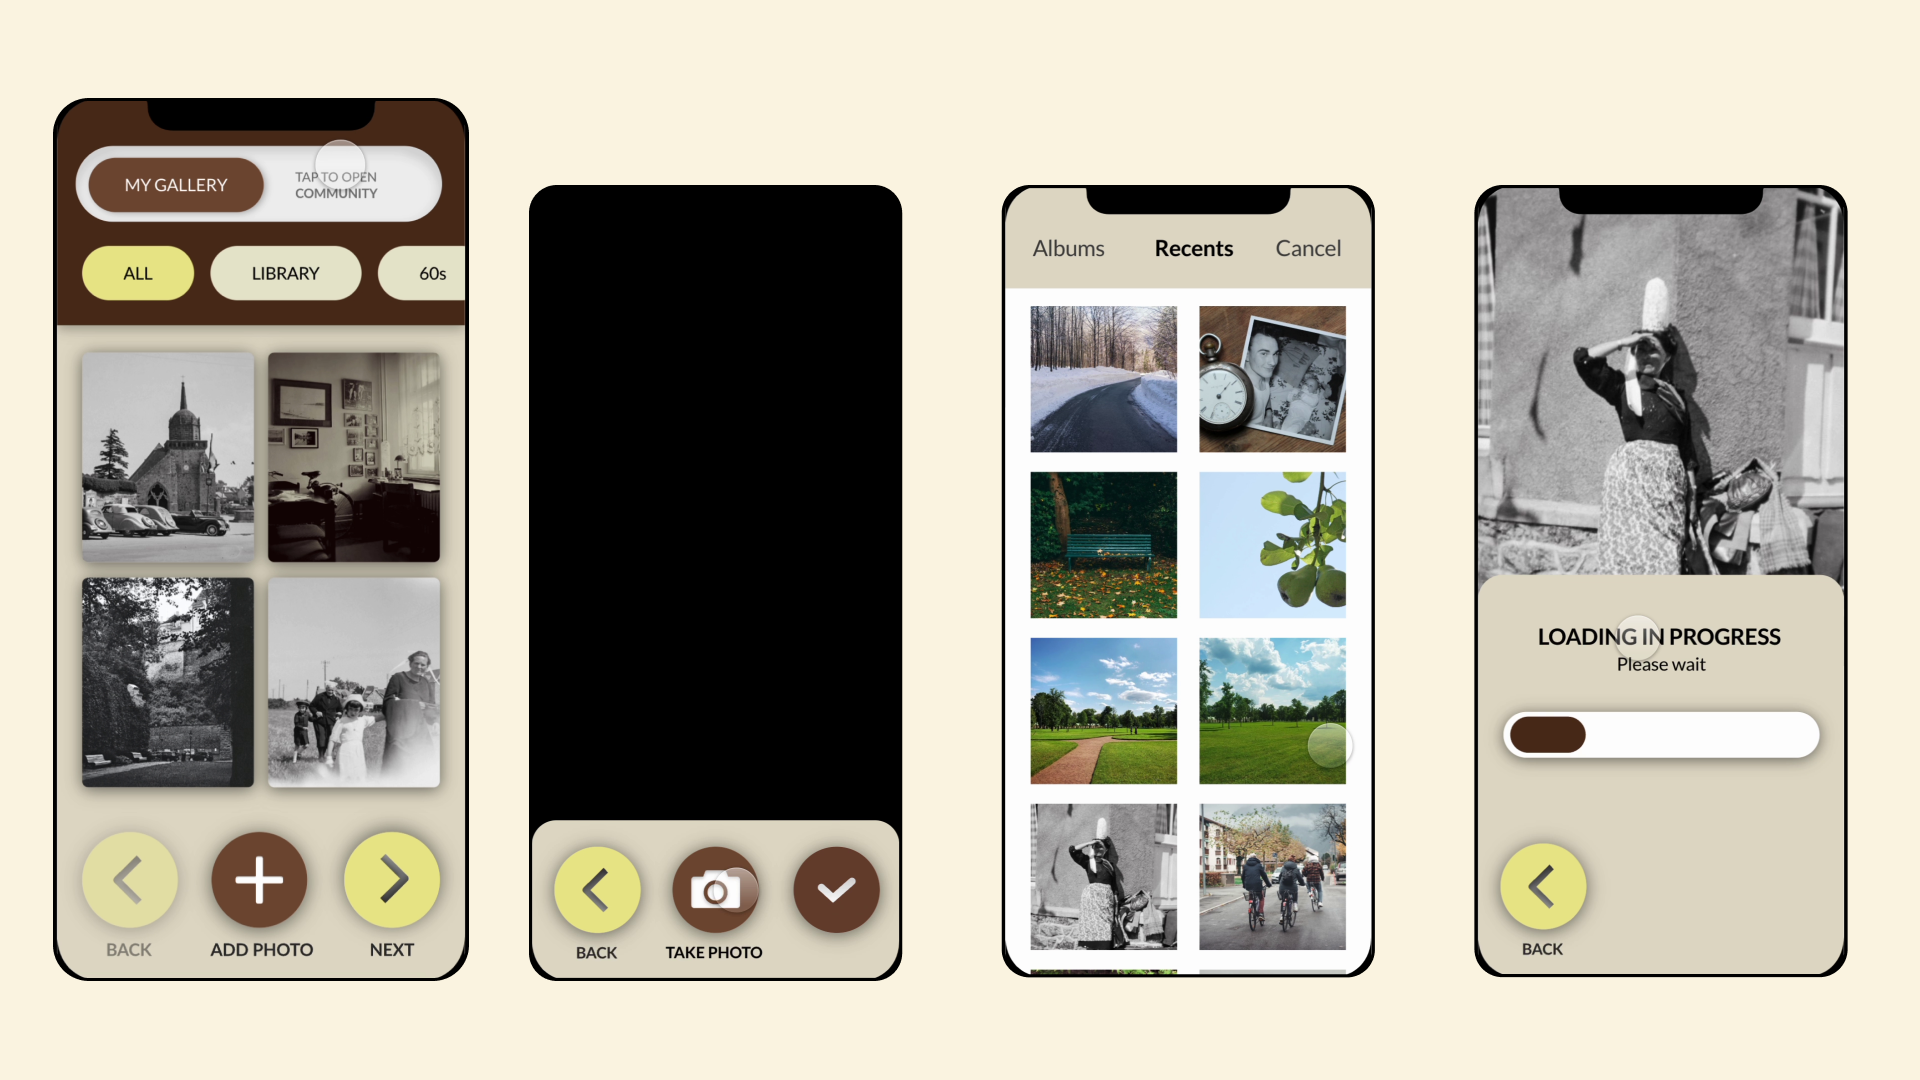 MY GALLERY
TAP TO OPEN
COMMUNITY
ALL
LIBRARY
60s
BACK
ADD PHOTO
NEXT
BACK
TAKE PHOTO
Albums
Recents
Cancel
LOADING IN PROGRESS
Please wait
BACK